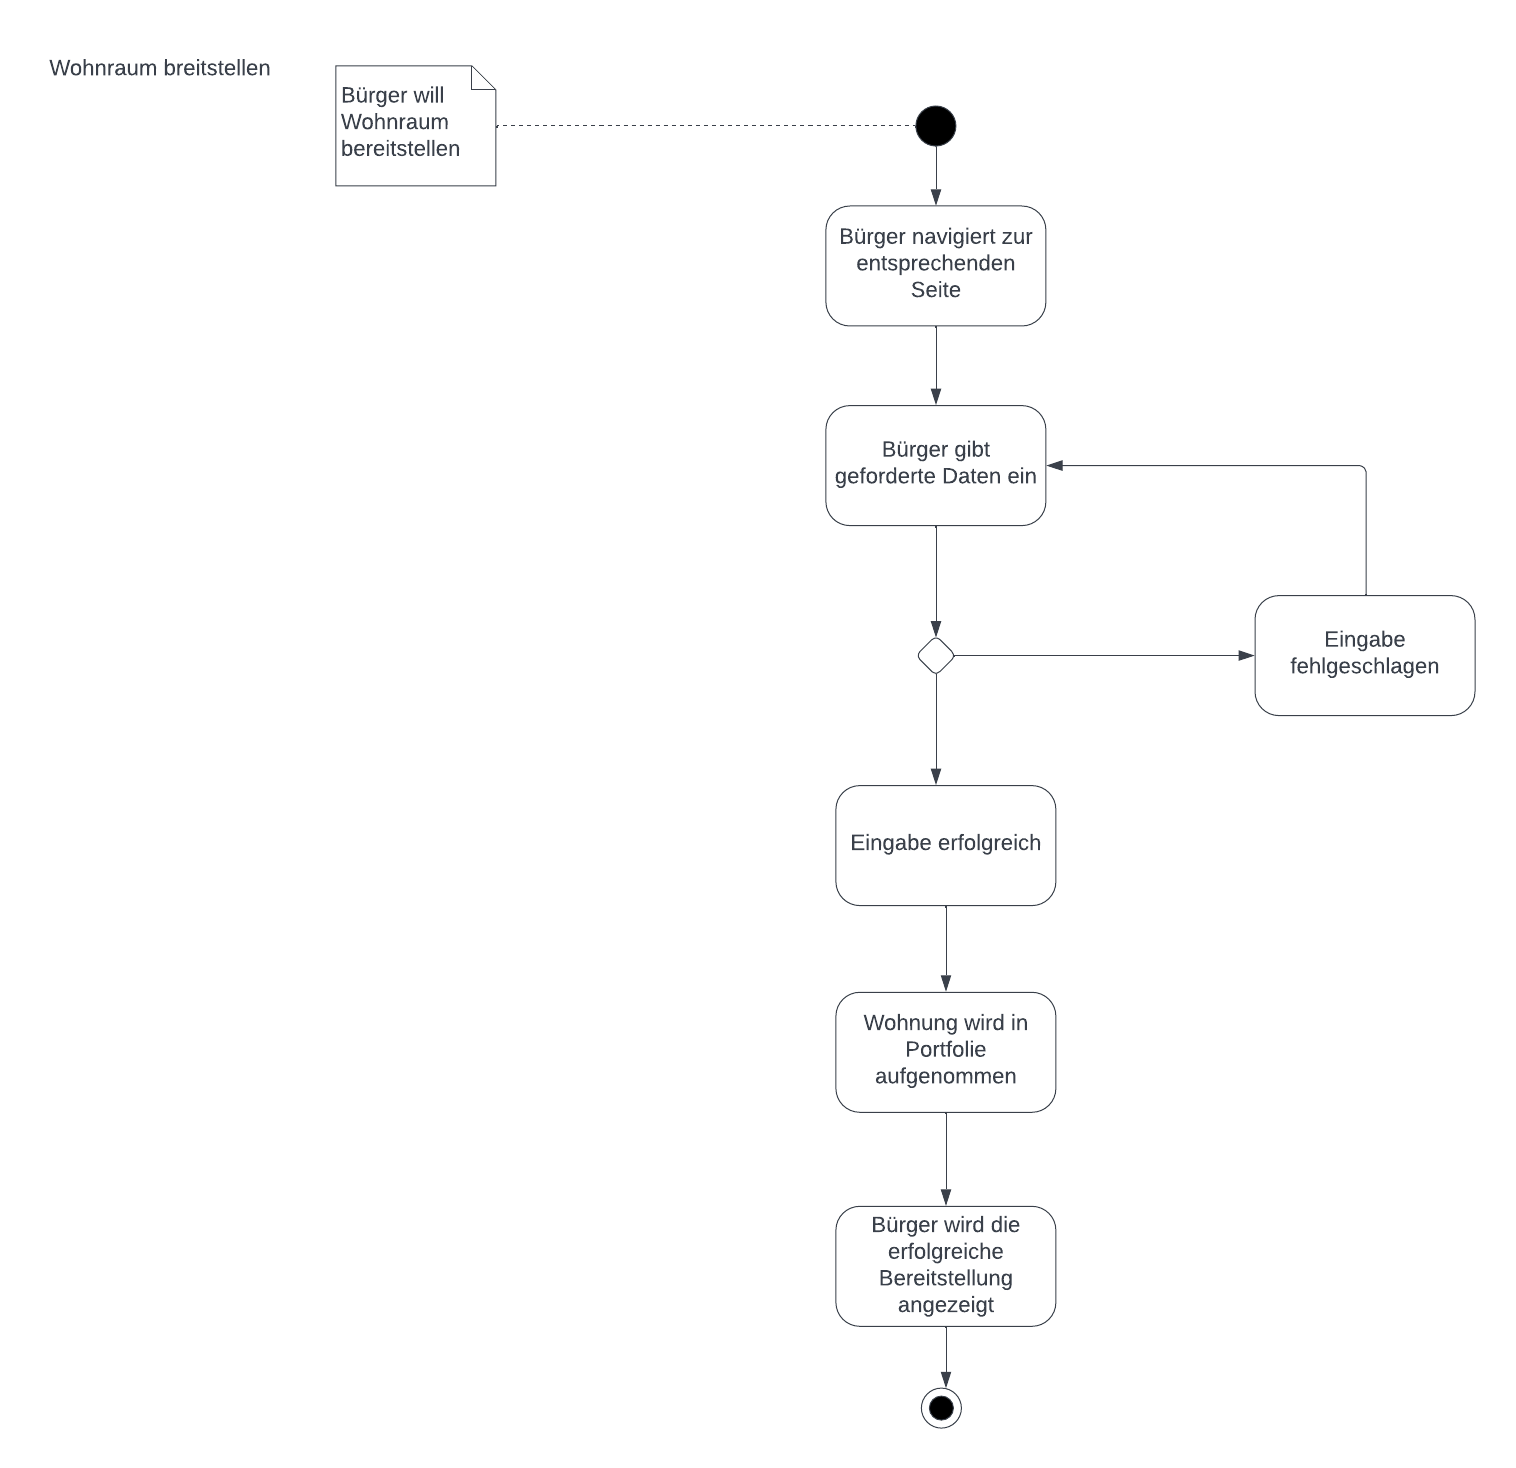 Wohnraum breitstellen
Bürger will
Wohnraum
bereitstellen
Bürger navigiert zur
entsprechenden
Seite
Bürger gibt
geforderte Daten ein
Eingabe
fehlgeschlagen
Eingabe erfolgreich
Wohnung wird in
Portfolie
aufgenommen
Bürger wird die
erfolgreiche
Bereitstellung
angezeigt